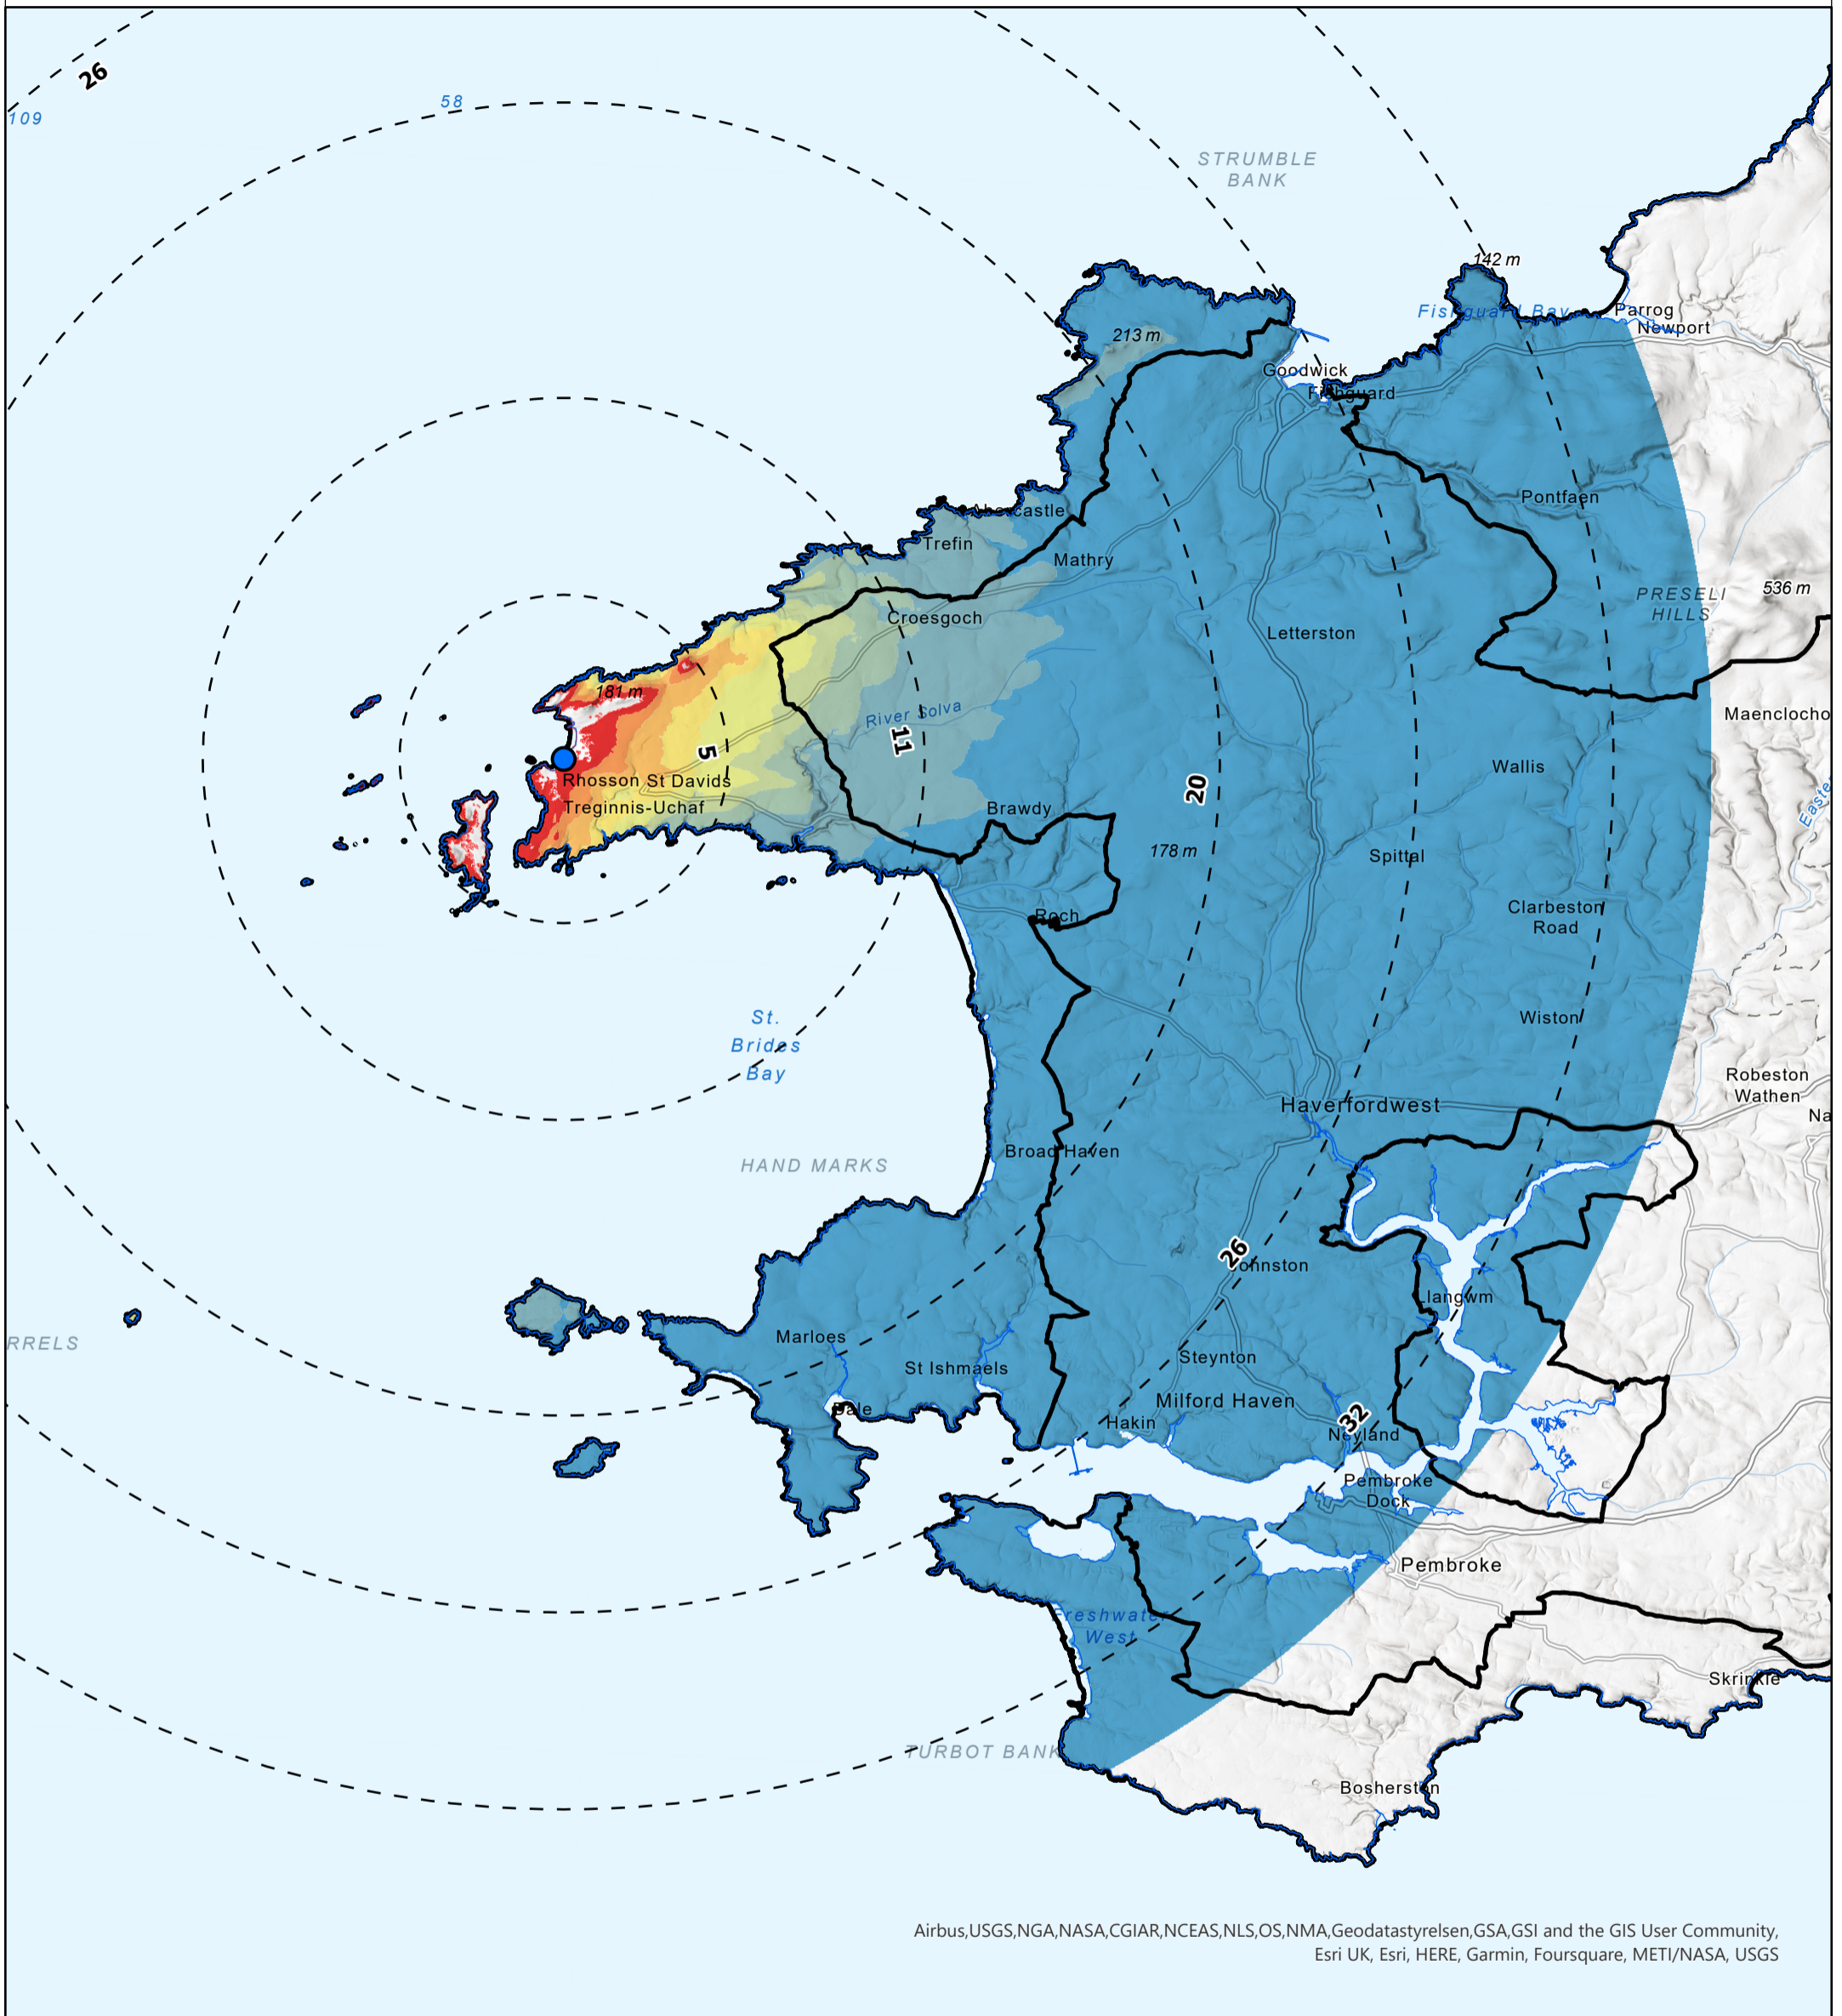 26
58
109
STRUMBLE
BANK
142 m
Fishguard Bay
Parrog
Newport
213 m
Goodwick
Fishguard
Pontfaen
Abercastle
Trefin
Mathry
PRESELI
HILLS
536 m
Croesgoch
Letterston
181 m
River Solva
Maenclocho
5
11
20
Wallis
Rhosson
St Davids
Treginnis-Uchaf
Brawdy
Easte
178 m
Spittal
Roch
Clarbeston
Road
St.
Brides
Bay
Wiston
Robeston
Wathen
Na
Haverfordwest
Broad Haven
HAND MARKS
26
Johnston
Llangwm
RRELS
Marloes
St Ishmaels
Steynton
Milford Haven
Dale
Hakin
32
Neyland
Pembroke
Dock
Pembroke
Freshwater
West
Skrinkle
TURBOT BANK
Bosherston
Airbus,USGS,NGA,NASA,CGIAR,NCEAS,NLS,OS,NMA,Geodatastyrelsen,GSA,GSI and the GIS User Community,
Esri UK, Esri, HERE, Garmin, Foursquare, METI/NASA, USGS